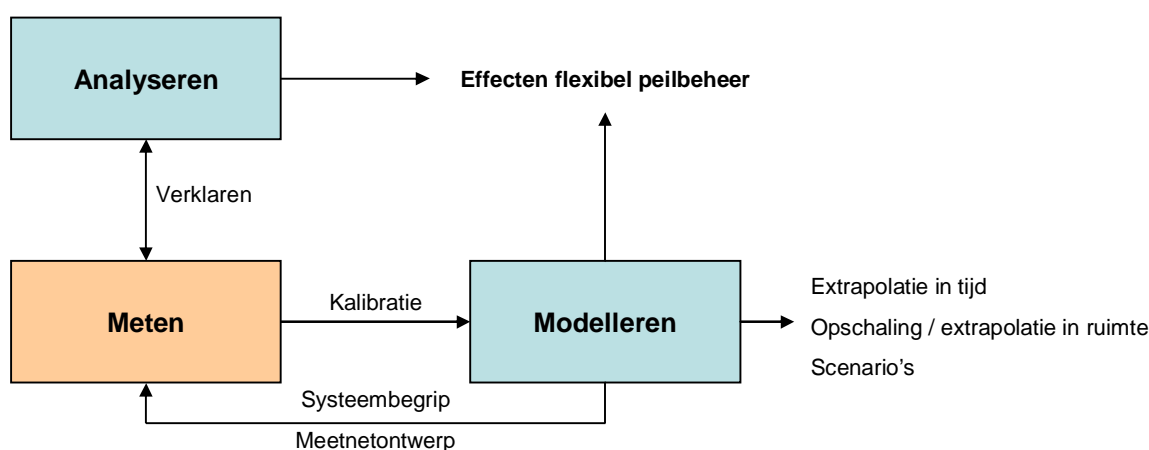 Analyseren
Effecten flexibel peilbeheer
Verklaren
Meten
Kalibratie
Modelleren
Extrapolatie in tijd
Opschaling / extrapolatie in ruimte
Scenario's
Systeembegrip
Meetnetontwerp